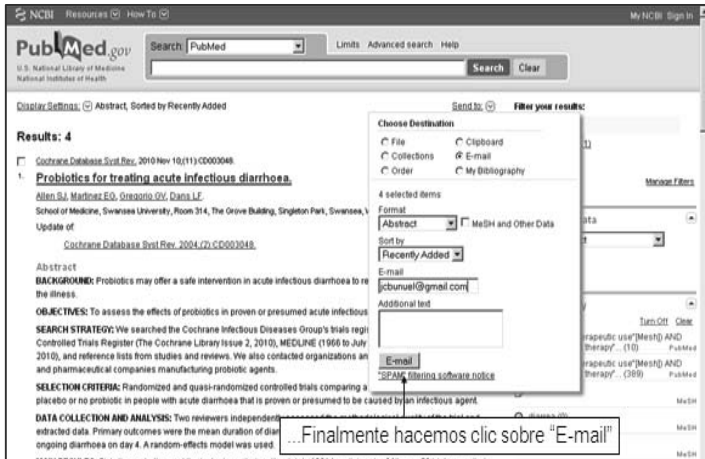 NCBI Resources How To My NCBI Sign In
PubMed.gov
U.S. National Library of Medicine
National Institutes of Health
Search: PubMed
Limits Advanced search Help
Search Clear
Display Settings: Abstract, Sorted by Recently Added
Send to:
Filter your results:
Results: 4
Manage Filters
Choose Destination
File Clipboard
Collections E-mail
Order My Bibliography
4 selected items
Format
Abstract MeSH and Other Data
Sort by
Recently Added
E-mail
jcbunuel@gmail.com
Additional text
E-mail
"SPAM" filtering software notice
Cochrane Database Syst Rev. 2010 Nov 10;(11):CD003048.
1. Probiotics for treating acute infectious diarrhoea.
Allen SJ, Martinez EG, Gregorio GV, Dans LF.
School of Medicine, Swansea University, Room 314, The Grove Building, Singleton Park, Swansea,
Update of:
Cochrane Database Syst Rev. 2004;(2):CD003048.
Abstract
BACKGROUND: Probiotics may offer a safe intervention in acute infectious diarrhoea to re
the illness.
OBJECTIVES: To assess the effects of probiotics in proven or presumed acute infectious
SEARCH STRATEGY: We searched the Cochrane Infectious Diseases Group's trials regi
Controlled Trials Register (The Cochrane Library Issue 2, 2010), MEDLINE (1966 to July
2010), and reference lists from studies and reviews. We also contacted organizations an
and pharmaceutical companies manufacturing probiotic agents.
SELECTION CRITERIA: Randomized and quasi-randomized controlled trials comparing a
placebo or no probiotic in people with acute diarrhoea that is proven or presumed to be caused by an infectious agent.
DATA COLLECTION AND ANALYSIS: Two reviewers independently
extracted data. Primary outcomes were the mean duration of diar
ongoing diarrhoea on day 4. A random-effects model was used.
ata
Turn Off Clear
erapeutic use"[Mesh]) AND
therapy"... (10) PubMed
erapeutic use"[Mesh]) AND
therapy"... (389) PubMed
MeSH
MeSH
MeSH
...Finalmente hacemos clic sobre "E-mail"